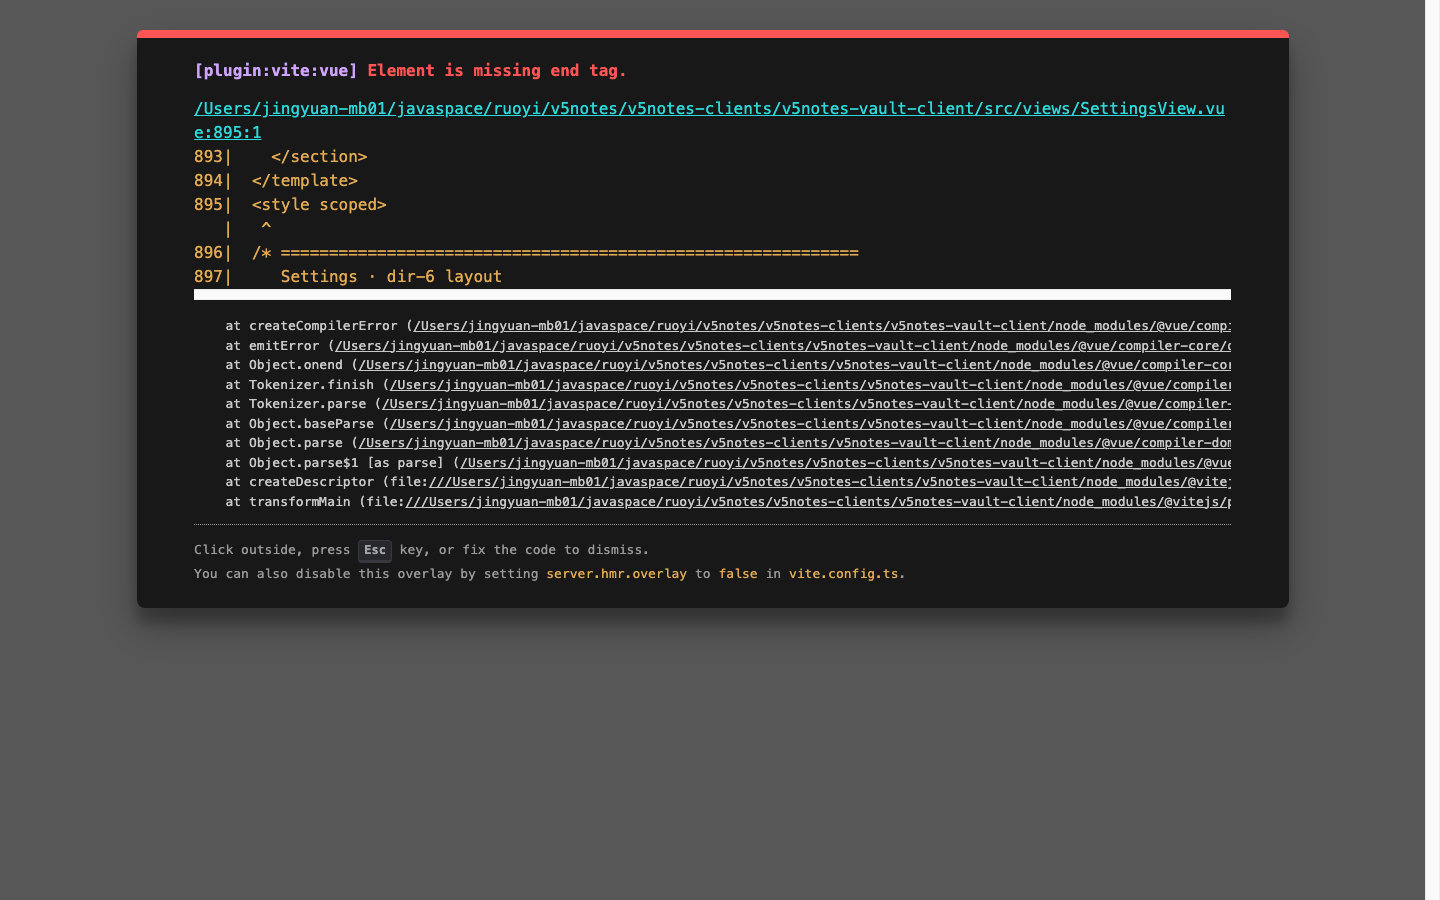 [plugin:vite:vue] Element is missing end tag.
/Users/jingyuan-mb01/javaspace/ruoyi/v5notes/v5notes-clients/v5notes-vault-client/src/views/SettingsView.vu
e:895:1
893|    </section>
894|  </template>
895|  <style scoped>
   |   ^
896|  /* ============================================================
897|     Settings · dir-6 layout
at createCompilerError (/Users/jingyuan-mb01/javaspace/ruoyi/v5notes/v5notes-clients/v5notes-vault-client/node_modules/@vue/comp
at emitError (/Users/jingyuan-mb01/javaspace/ruoyi/v5notes/v5notes-clients/v5notes-vault-client/node_modules/@vue/compiler-core/
at Object.onend (/Users/jingyuan-mb01/javaspace/ruoyi/v5notes/v5notes-clients/v5notes-vault-client/node_modules/@vue/compiler-cor
at Tokenizer.finish (/Users/jingyuan-mb01/javaspace/ruoyi/v5notes/v5notes-clients/v5notes-vault-client/node_modules/@vue/compiler
at Tokenizer.parse (/Users/jingyuan-mb01/javaspace/ruoyi/v5notes/v5notes-clients/v5notes-vault-client/node_modules/@vue/compiler-
at Object.baseParse (/Users/jingyuan-mb01/javaspace/ruoyi/v5notes/v5notes-clients/v5notes-vault-client/node_modules/@vue/compiler
at Object.parse (/Users/jingyuan-mb01/javaspace/ruoyi/v5notes/v5notes-clients/v5notes-vault-client/node_modules/@vue/compiler-dom
at Object.parse$1 [as parse] (/Users/jingyuan-mb01/javaspace/ruoyi/v5notes/v5notes-clients/v5notes-vault-client/node_modules/@vue
at createDescriptor (file:///Users/jingyuan-mb01/javaspace/ruoyi/v5notes/v5notes-clients/v5notes-vault-client/node_modules/@vitej
at transformMain (file:///Users/jingyuan-mb01/javaspace/ruoyi/v5notes/v5notes-clients/v5notes-vault-client/node_modules/@vitejs/p
Click outside, press Esc key, or fix the code to dismiss.
You can also disable this overlay by setting server.hmr.overlay to false in vite.config.ts.